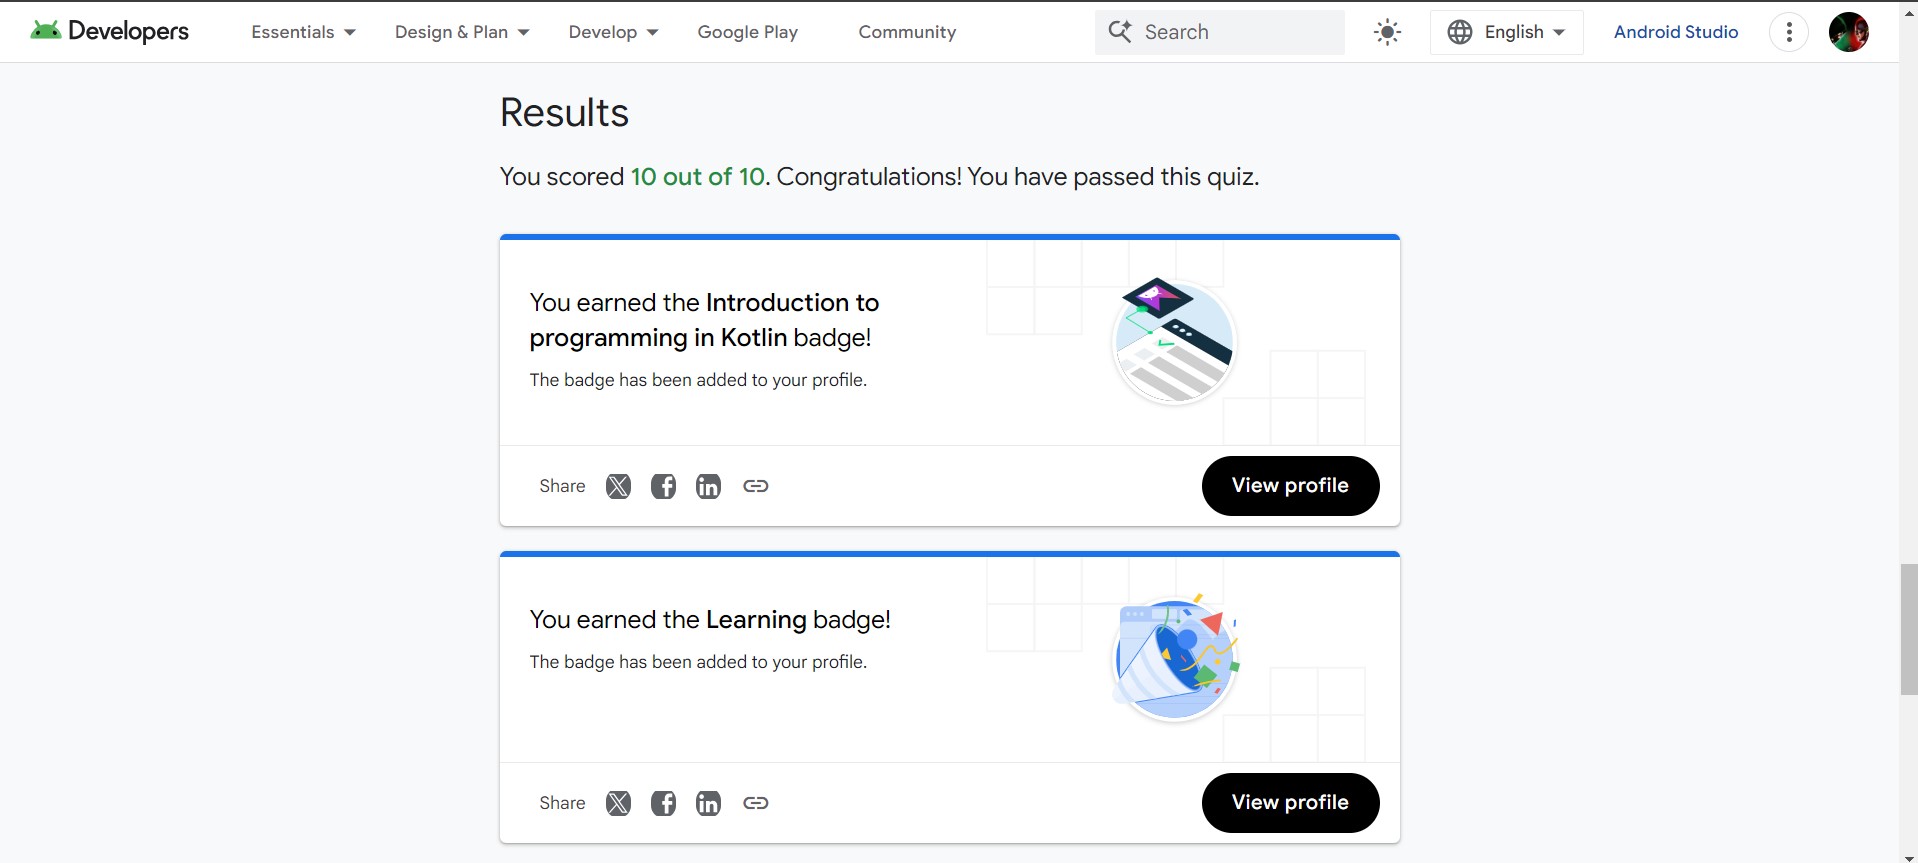 Developers Essentials Design & Plan Develop Google Play Community Search English Android Studio
Results
You scored 10 out of 10. Congratulations! You have passed this quiz.
You earned the Introduction to
programming in Kotlin badge!
The badge has been added to your profile.
Share View profile
You earned the Learning badge!
The badge has been added to your profile.
Share View profile